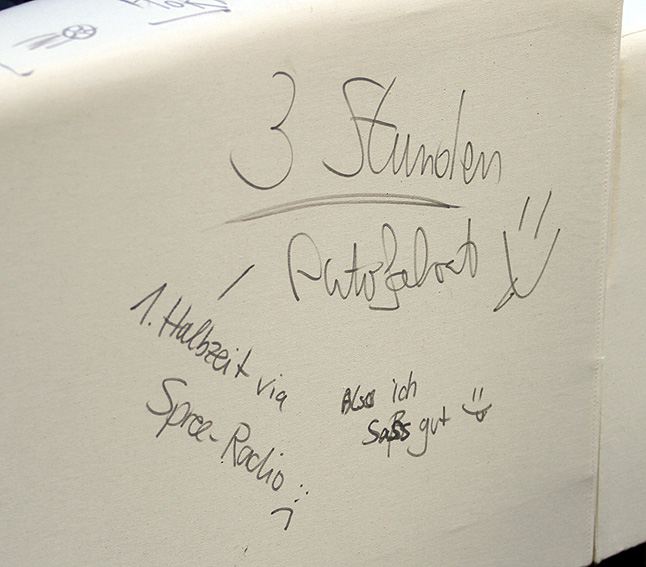 3 Stunden
Autofahrt
1. Halbzeit via
Spree-Radio
Also ich
saß gut